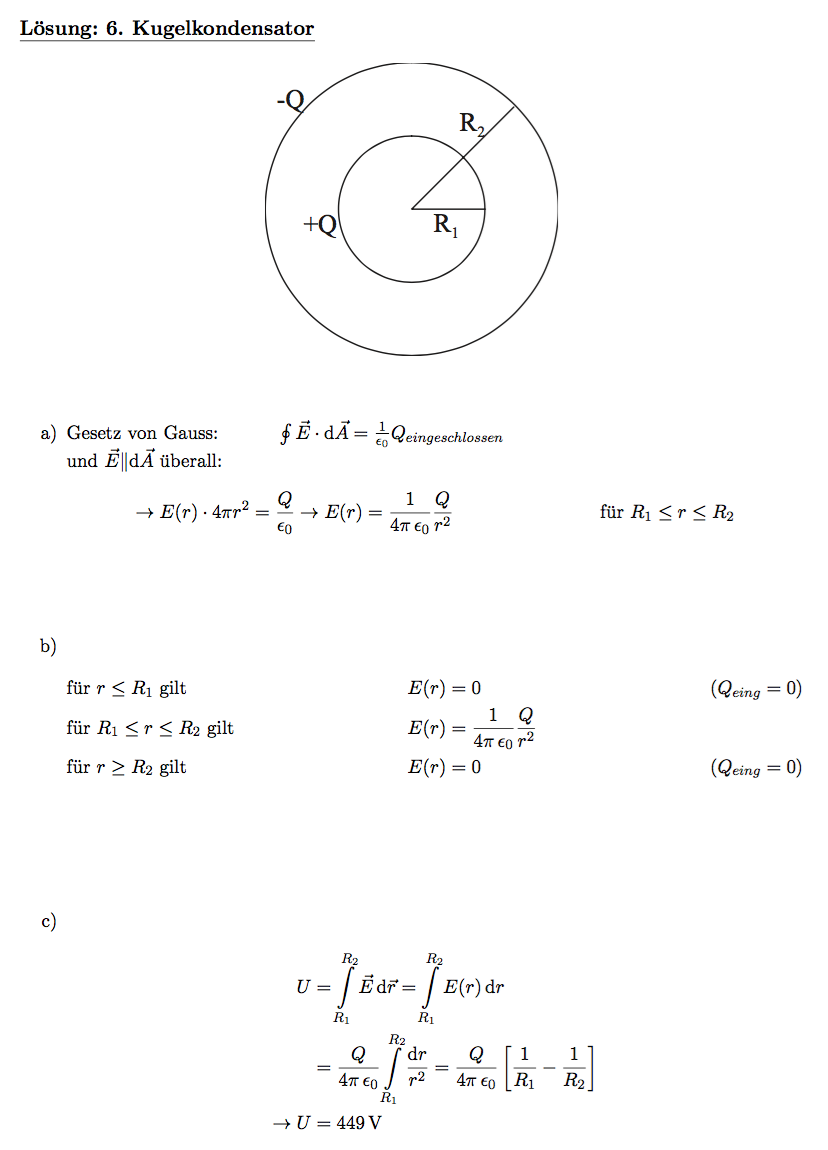 Lösung: 6. Kugelkondensator
-Q
R₂
+Q
R₁
a) Gesetz von Gauss: ∮ E⃗ · dA⃗ = 1/ϵ₀ Q_eingeschlossen
und E⃗∥dA⃗ überall:
→ E(r) · 4πr² = Q/ϵ₀ → E(r) = 1/(4π ϵ₀) Q/r² für R₁ ≤ r ≤ R₂
b)
für r ≤ R₁ gilt E(r) = 0 (Q_eing = 0)
für R₁ ≤ r ≤ R₂ gilt E(r) = 1/(4π ϵ₀) Q/r²
für r ≥ R₂ gilt E(r) = 0 (Q_eing = 0)
c)
U = ∫_{R₁}^{R₂} E⃗ dr⃗ = ∫_{R₁}^{R₂} E(r) dr
= Q/(4π ϵ₀) ∫_{R₁}^{R₂} dr/r² = Q/(4π ϵ₀) [1/R₁ − 1/R₂]
→ U = 449 V